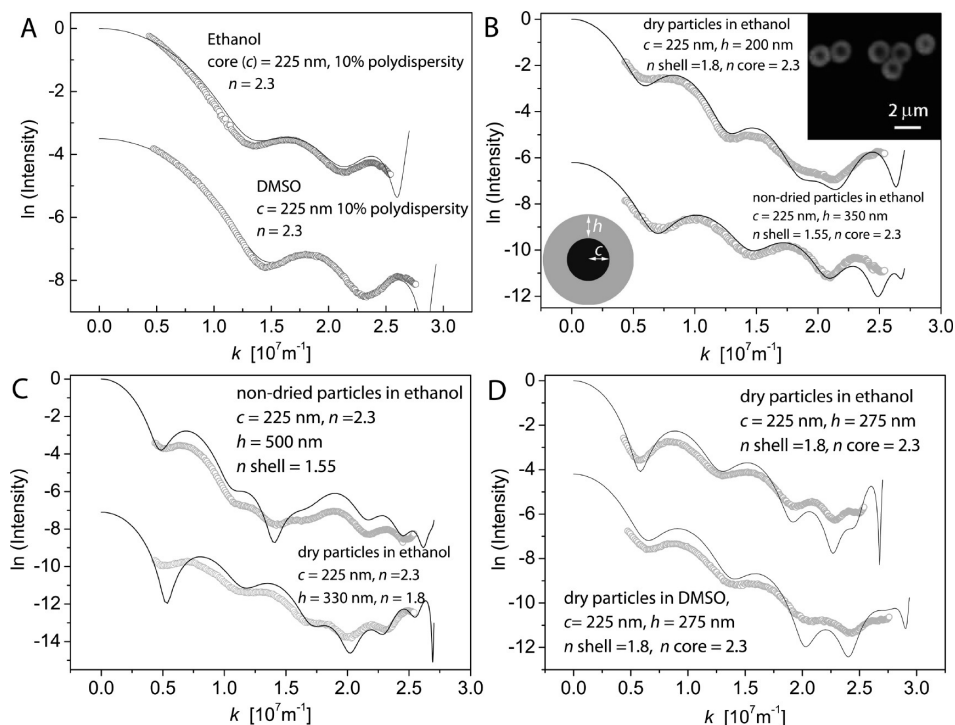 A
ln (Intensity)
0
-2
-4
-6
-8
Ethanol
core (c) = 225 nm, 10% polydispersity
n = 2.3
DMSO
c = 225 nm 10% polydispersity
n = 2.3
0.0 0.5 1.0 1.5 2.0 2.5 3.0
k [10⁷m⁻¹]
B
ln (Intensity)
0
-2
-4
-6
-8
-10
-12
dry particles in ethanol
c = 225 nm, h = 200 nm
n shell =1.8, n core = 2.3
2 μm
non-dried particles in ethanol
c = 225 nm, h = 350 nm
n shell = 1.55, n core = 2.3
h
c
0.0 0.5 1.0 1.5 2.0 2.5 3.0
k [10⁷m⁻¹]
C
ln (Intensity)
0
-2
-4
-6
-8
-10
-12
-14
non-dried particles in ethanol
c = 225 nm, n =2.3
h = 500 nm
n shell = 1.55
dry particles in ethanol
c = 225 nm, n=2.3
h = 330 nm, n = 1.8
0.0 0.5 1.0 1.5 2.0 2.5 3.0
k [10⁷m⁻¹]
D
ln (Intensity)
0
-2
-4
-6
-8
-10
-12
dry particles in ethanol
c = 225 nm, h = 275 nm
n shell =1.8, n core = 2.3
dry particles in DMSO,
c= 225 nm, h = 275 nm
n shell =1.8, n core = 2.3
0.0 0.5 1.0 1.5 2.0 2.5 3.0
k [10⁷m⁻¹]